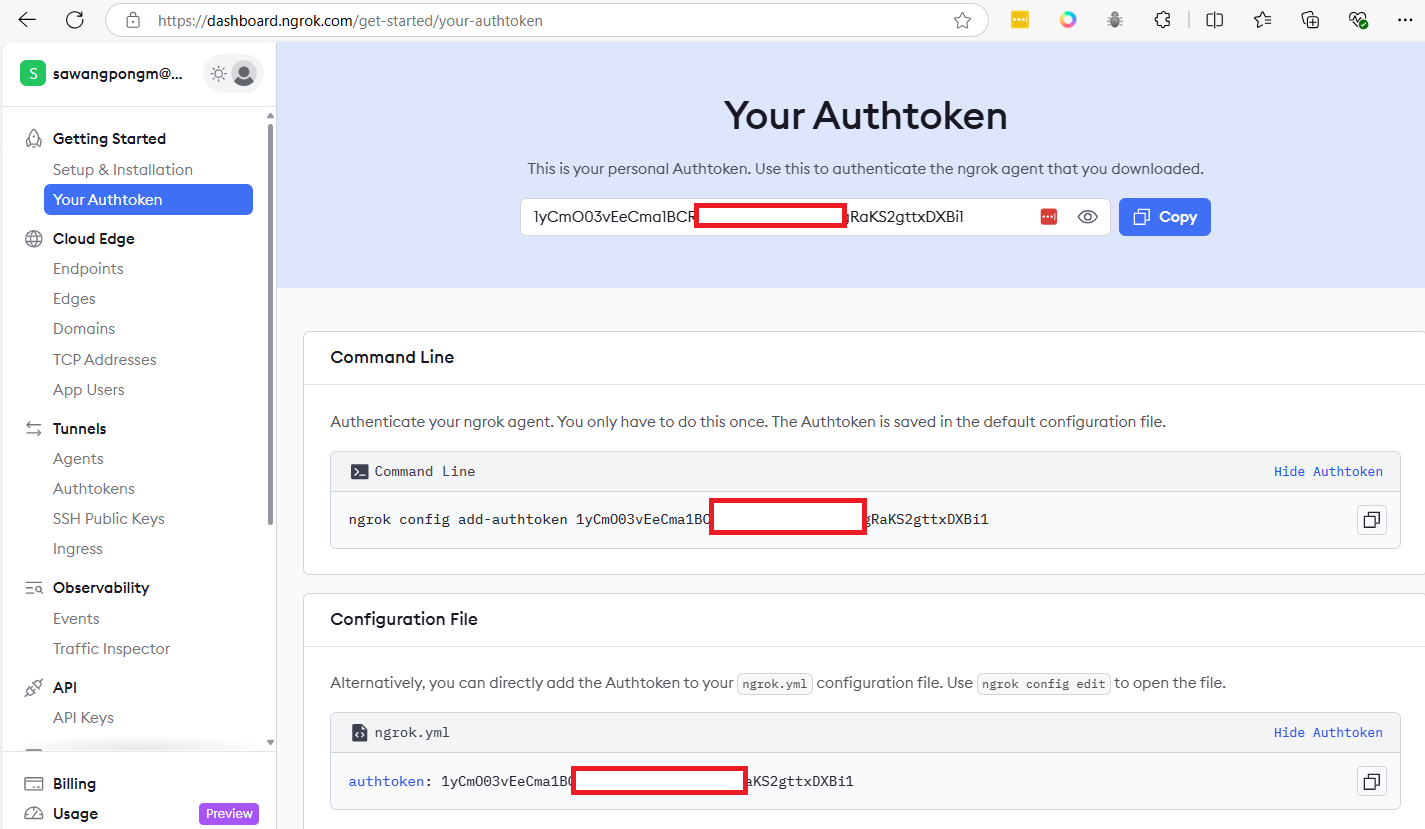 https://dashboard.ngrok.com/get-started/your-authtoken
S sawangpongm@...
Getting Started
Setup & Installation
Your Authtoken
Cloud Edge
Endpoints
Edges
Domains
TCP Addresses
App Users
Tunnels
Agents
Authtokens
SSH Public Keys
Ingress
Observability
Events
Traffic Inspector
API
API Keys
Billing
Usage Preview
Your Authtoken
This is your personal Authtoken. Use this to authenticate the ngrok agent that you downloaded.
1yCmO03vEeCma1BCR gRaKS2gttxDXBi1 Copy
Command Line
Authenticate your ngrok agent. You only have to do this once. The Authtoken is saved in the default configuration file.
Command Line Hide Authtoken
ngrok config add-authtoken 1yCmO03vEeCma1BC gRaKS2gttxDXBi1
Configuration File
Alternatively, you can directly add the Authtoken to your ngrok.yml configuration file. Use ngrok config edit to open the file.
ngrok.yml Hide Authtoken
authtoken: 1yCmO03vEeCma1BC aKS2gttxDXBi1